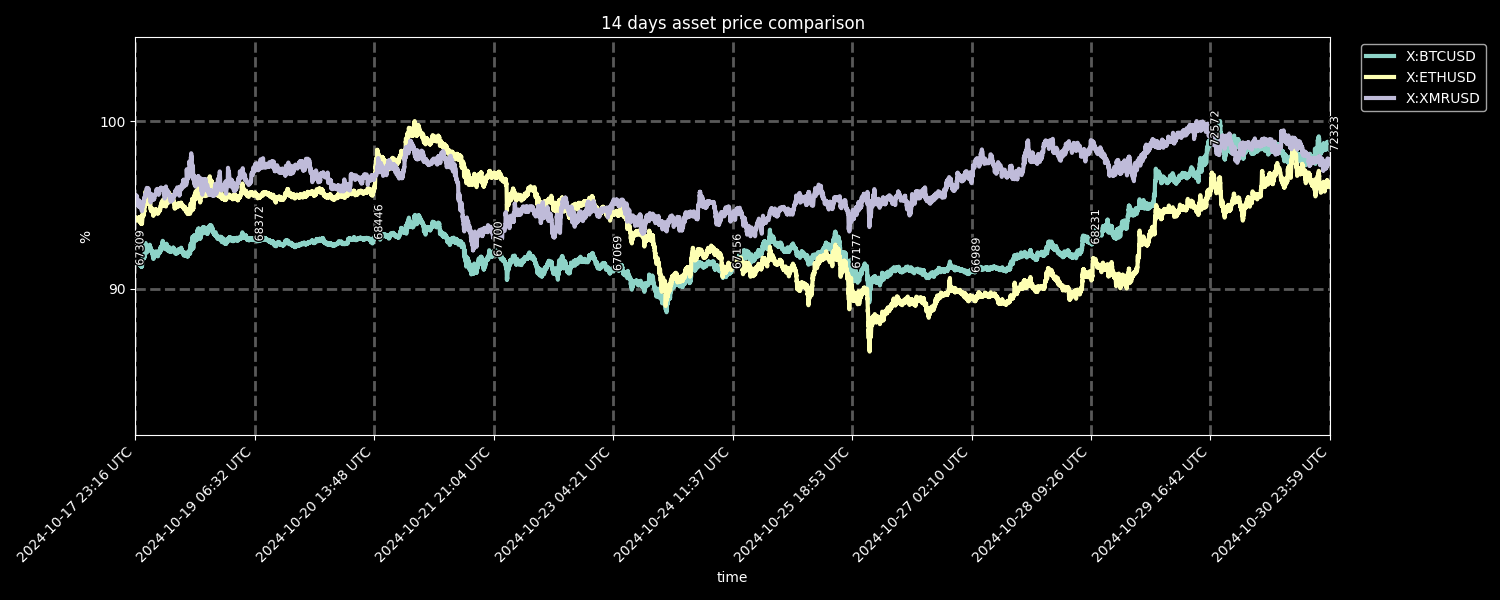 14 days asset price comparison
X:BTCUSD
X:ETHUSD
X:XMRUSD
%
100
90
67309
68372
68446
67700
67069
67156
67177
66989
68231
72572
72323
2024-10-17 23:16 UTC
2024-10-19 06:32 UTC
2024-10-20 13:48 UTC
2024-10-21 21:04 UTC
2024-10-23 04:21 UTC
2024-10-24 11:37 UTC
2024-10-25 18:53 UTC
2024-10-27 02:10 UTC
2024-10-28 09:26 UTC
2024-10-29 16:42 UTC
2024-10-30 23:59 UTC
time